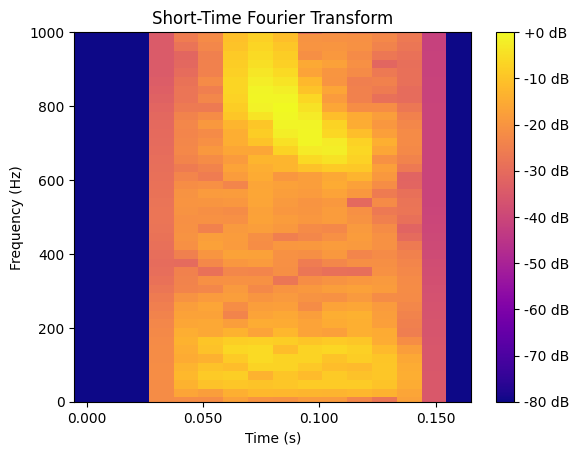 Short-Time Fourier Transform
Frequency (Hz)
1000
800
600
400
200
0
0.000
0.050
0.100
0.150
Time (s)
+0 dB
-10 dB
-20 dB
-30 dB
-40 dB
-50 dB
-60 dB
-70 dB
-80 dB